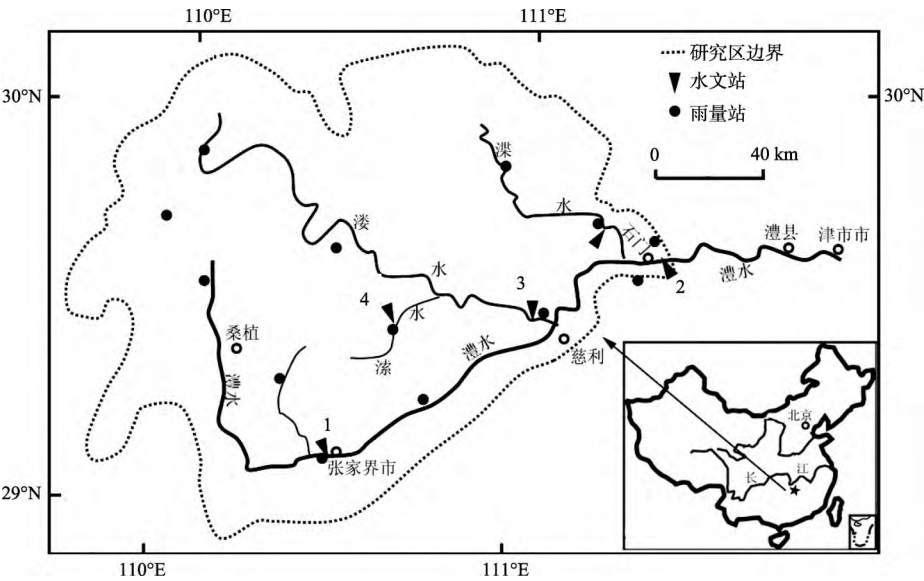 110°E
111°E
30°N
30°N
研究区边界
水文站
雨量站
0
40 km
渫
水
石门
溇
水
澧县
津市市
澧水
2
3
4
水
溹
澧水
慈利
桑植
澧水
1
张家界市
29°N
北京
长
江
110°E
111°E